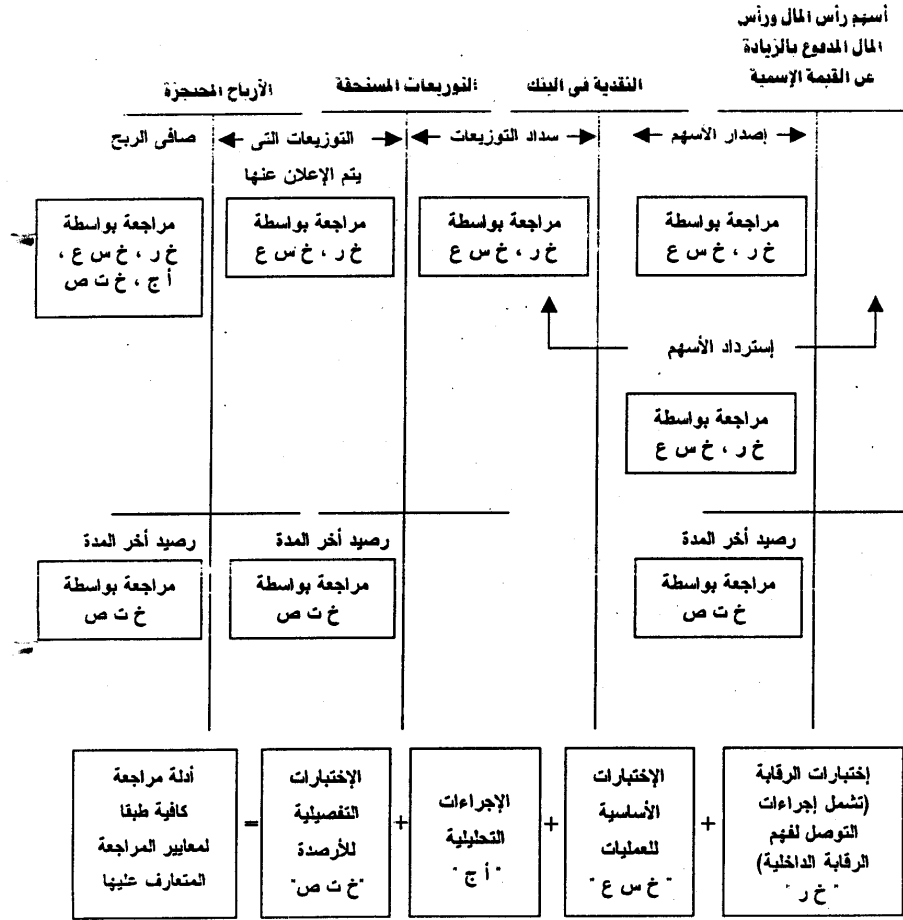 أسهم رأس المال ورأس
المال المدفوع بالزيادة
عن القيمة الإسمية
النقدية فى البنك
التوزيعات المستحقة
الأرباح المحتجزة
إصدار الأسهم
سداد التوزيعات
التوزيعات التى
يتم الإعلان عنها
صافى الربح
مراجعة بواسطة
خ ر ، خ س ع
مراجعة بواسطة
خ ر ، خ س ع
مراجعة بواسطة
خ ر ، خ س ع
مراجعة بواسطة
خ ر ، خ س ع ،
أ ج ، خ ت ص
إسترداد الأسهم
مراجعة بواسطة
خ ر ، خ س ع
رصيد أخر المدة
رصيد أخر المدة
رصيد أخر المدة
مراجعة بواسطة
خ ت ص
مراجعة بواسطة
خ ت ص
مراجعة بواسطة
خ ت ص
إختبارات الرقابة
(تشمل إجراءات
التوصل لفهم
الرقابة الداخلية)
"خ ر"
+
الإختبارات
الأساسية
للعمليات
"خ س ع"
+
الإجراءات
التحليلية
"أ ج"
+
الإختبارات
التفصيلية
للأرصدة
"خ ت ص"
=
أدلة مراجعة
كافية طبقا
لمعايير المراجعة
المتعارف عليها